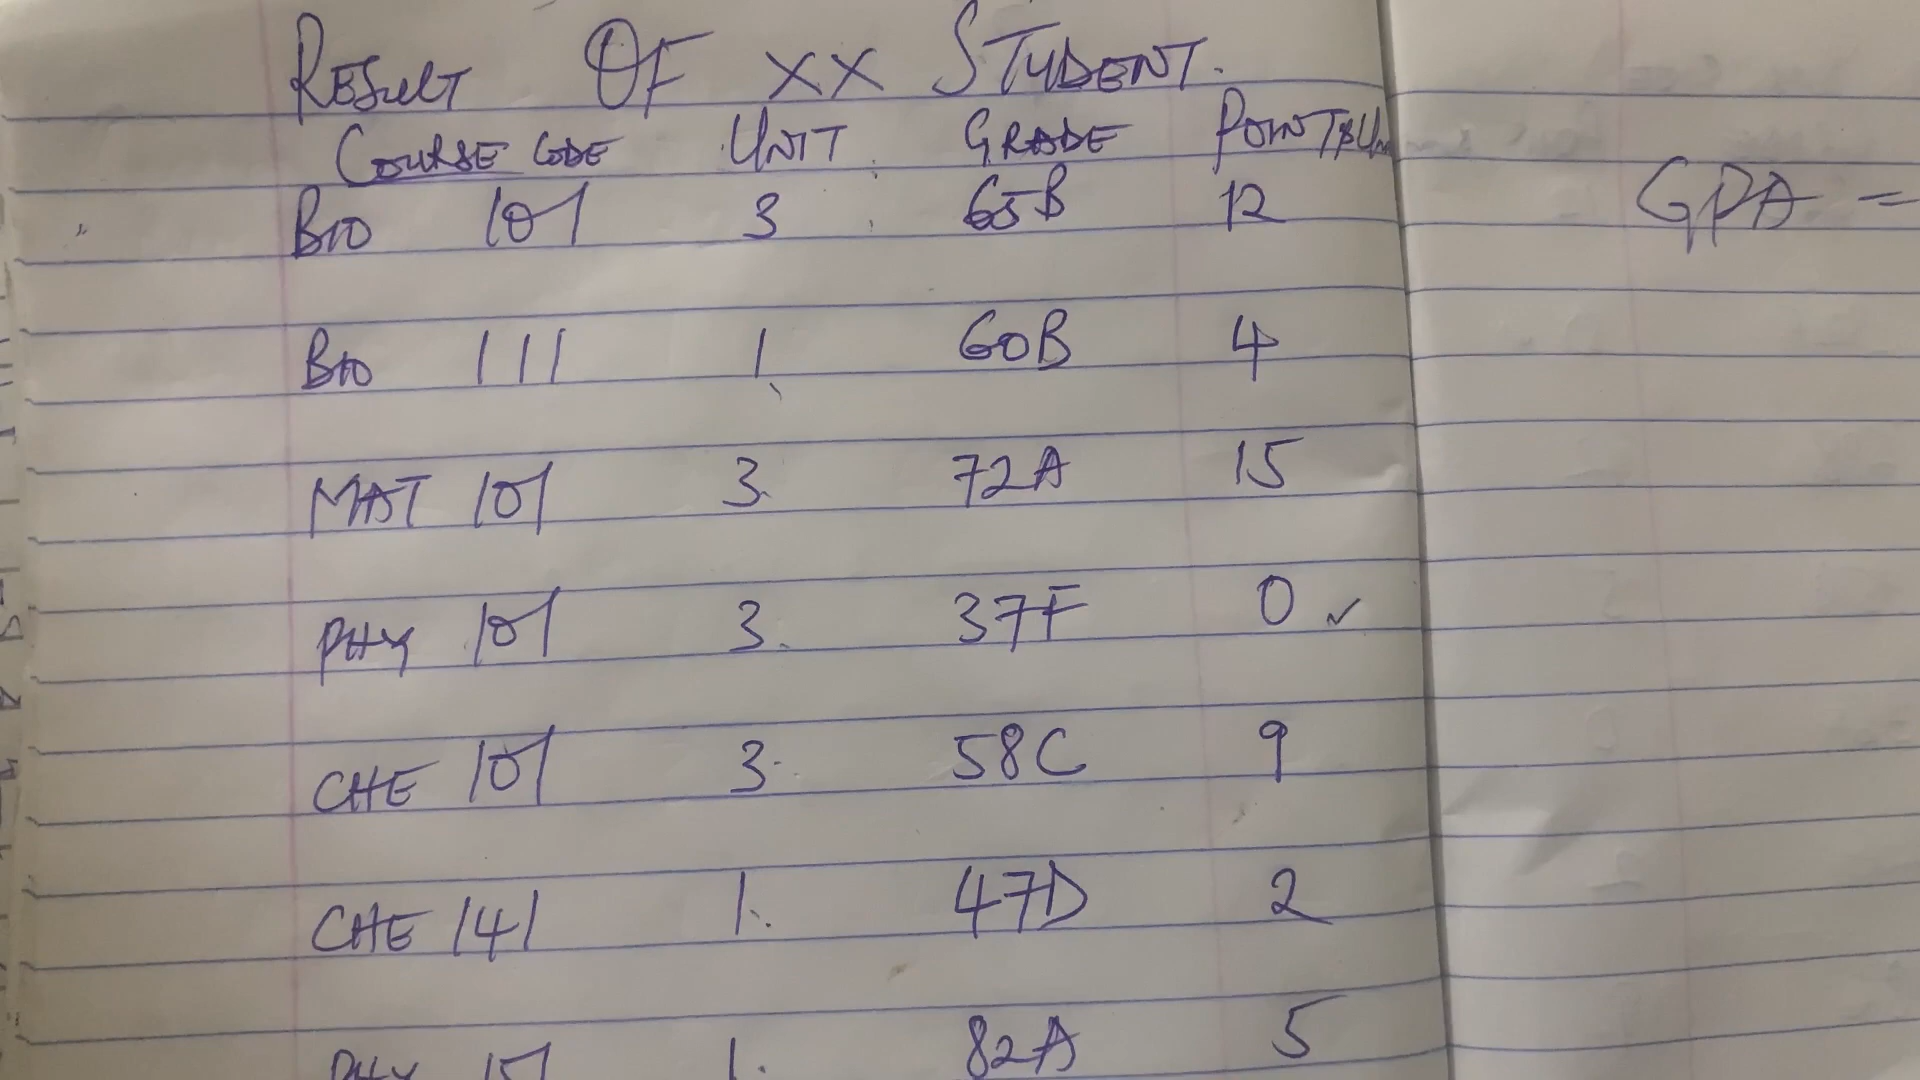 RESULT OF XX STUDENT.
COURSE CODE UNIT GRADE POINT
BIO 101 3 65B 12
GPA =
BIO 111 1 60B 4
MAT 101 3. 72A 15
PHY 101 3. 37F 0 ✓
CHE 101 3. 58C 9
CHE 141 1. 47D 2
PHY 1. 82A 5